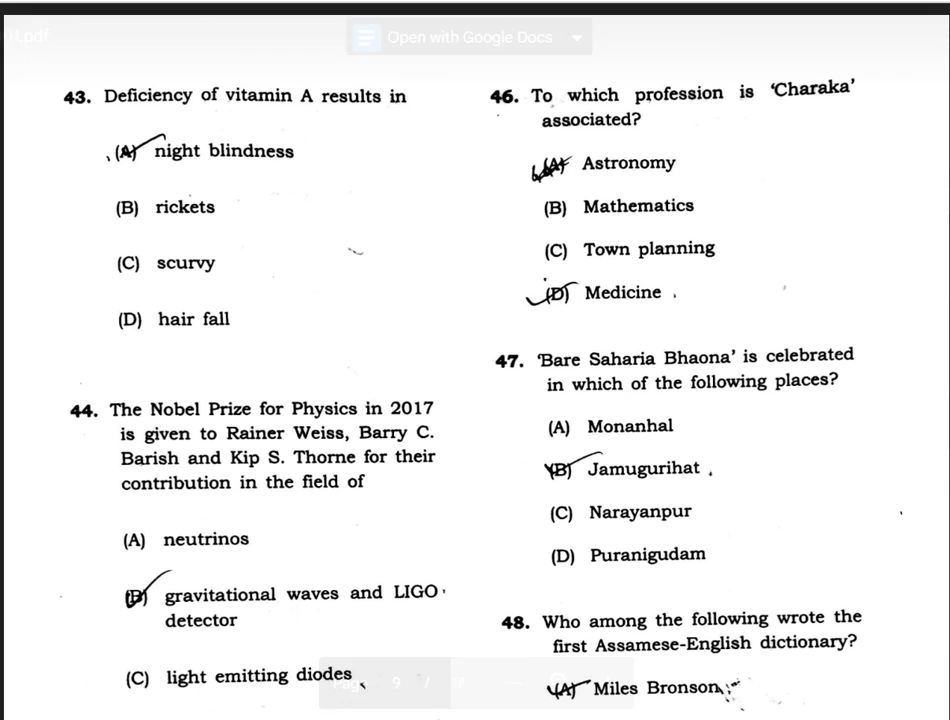 l.pdf
Open with Google Docs
43. Deficiency of vitamin A results in
(A) night blindness
(B) rickets
(C) scurvy
(D) hair fall
44. The Nobel Prize for Physics in 2017
is given to Rainer Weiss, Barry C.
Barish and Kip S. Thorne for their
contribution in the field of
(A) neutrinos
(B) gravitational waves and LIGO
detector
(C) light emitting diodes
46. To which profession is ‘Charaka’
associated?
(A) Astronomy
(B) Mathematics
(C) Town planning
(D) Medicine
47. ‘Bare Saharia Bhaona’ is celebrated
in which of the following places?
(A) Monanhal
(B) Jamugurihat
(C) Narayanpur
(D) Puranigudam
48. Who among the following wrote the
first Assamese-English dictionary?
(A) Miles Bronson
Page 9 /